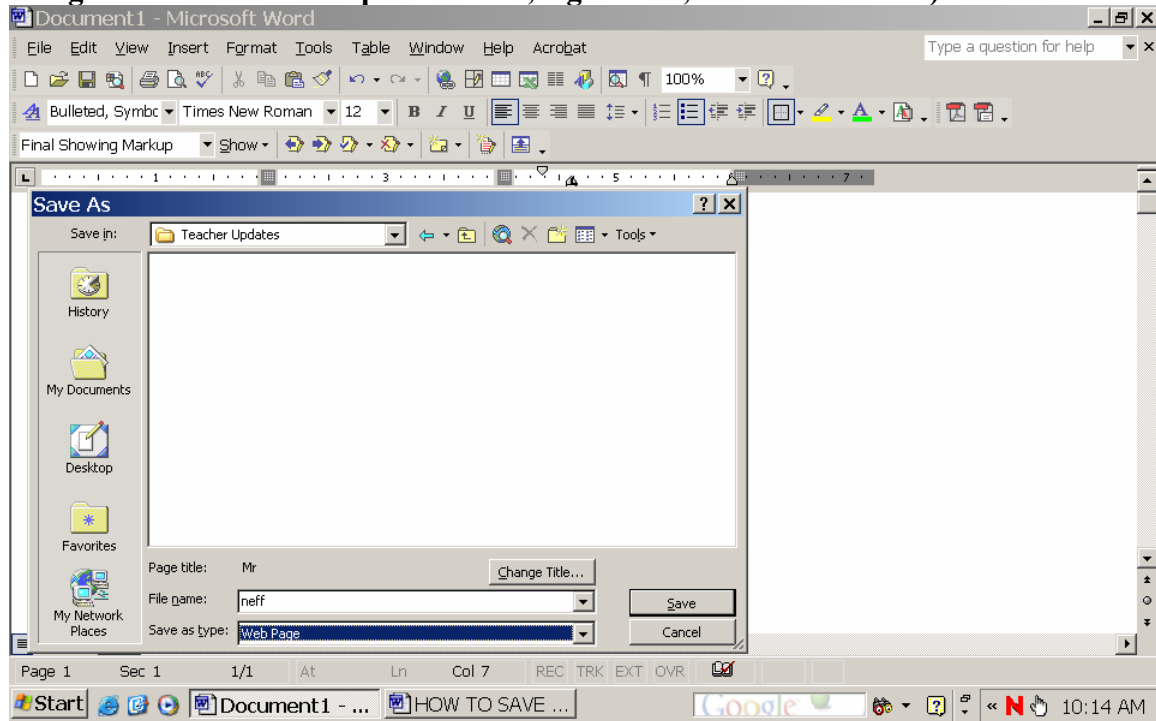 Document1 - Microsoft Word
File Edit View Insert Format Tools Table Window Help Acrobat Type a question for help
100%
Bulleted, Symbc Times New Roman 12 B I U
Final Showing Markup Show
1 3 5 7
Save As
Save in: Teacher Updates Tools
History
My Documents
Desktop
Favorites
My Network
Places
Page title: Mr Change Title...
File name: neff Save
Save as type: Web Page Cancel
Page 1 Sec 1 1/1 At Ln Col 7 REC TRK EXT OVR
Start Document1 - ... HOW TO SAVE ... Google 10:14 AM